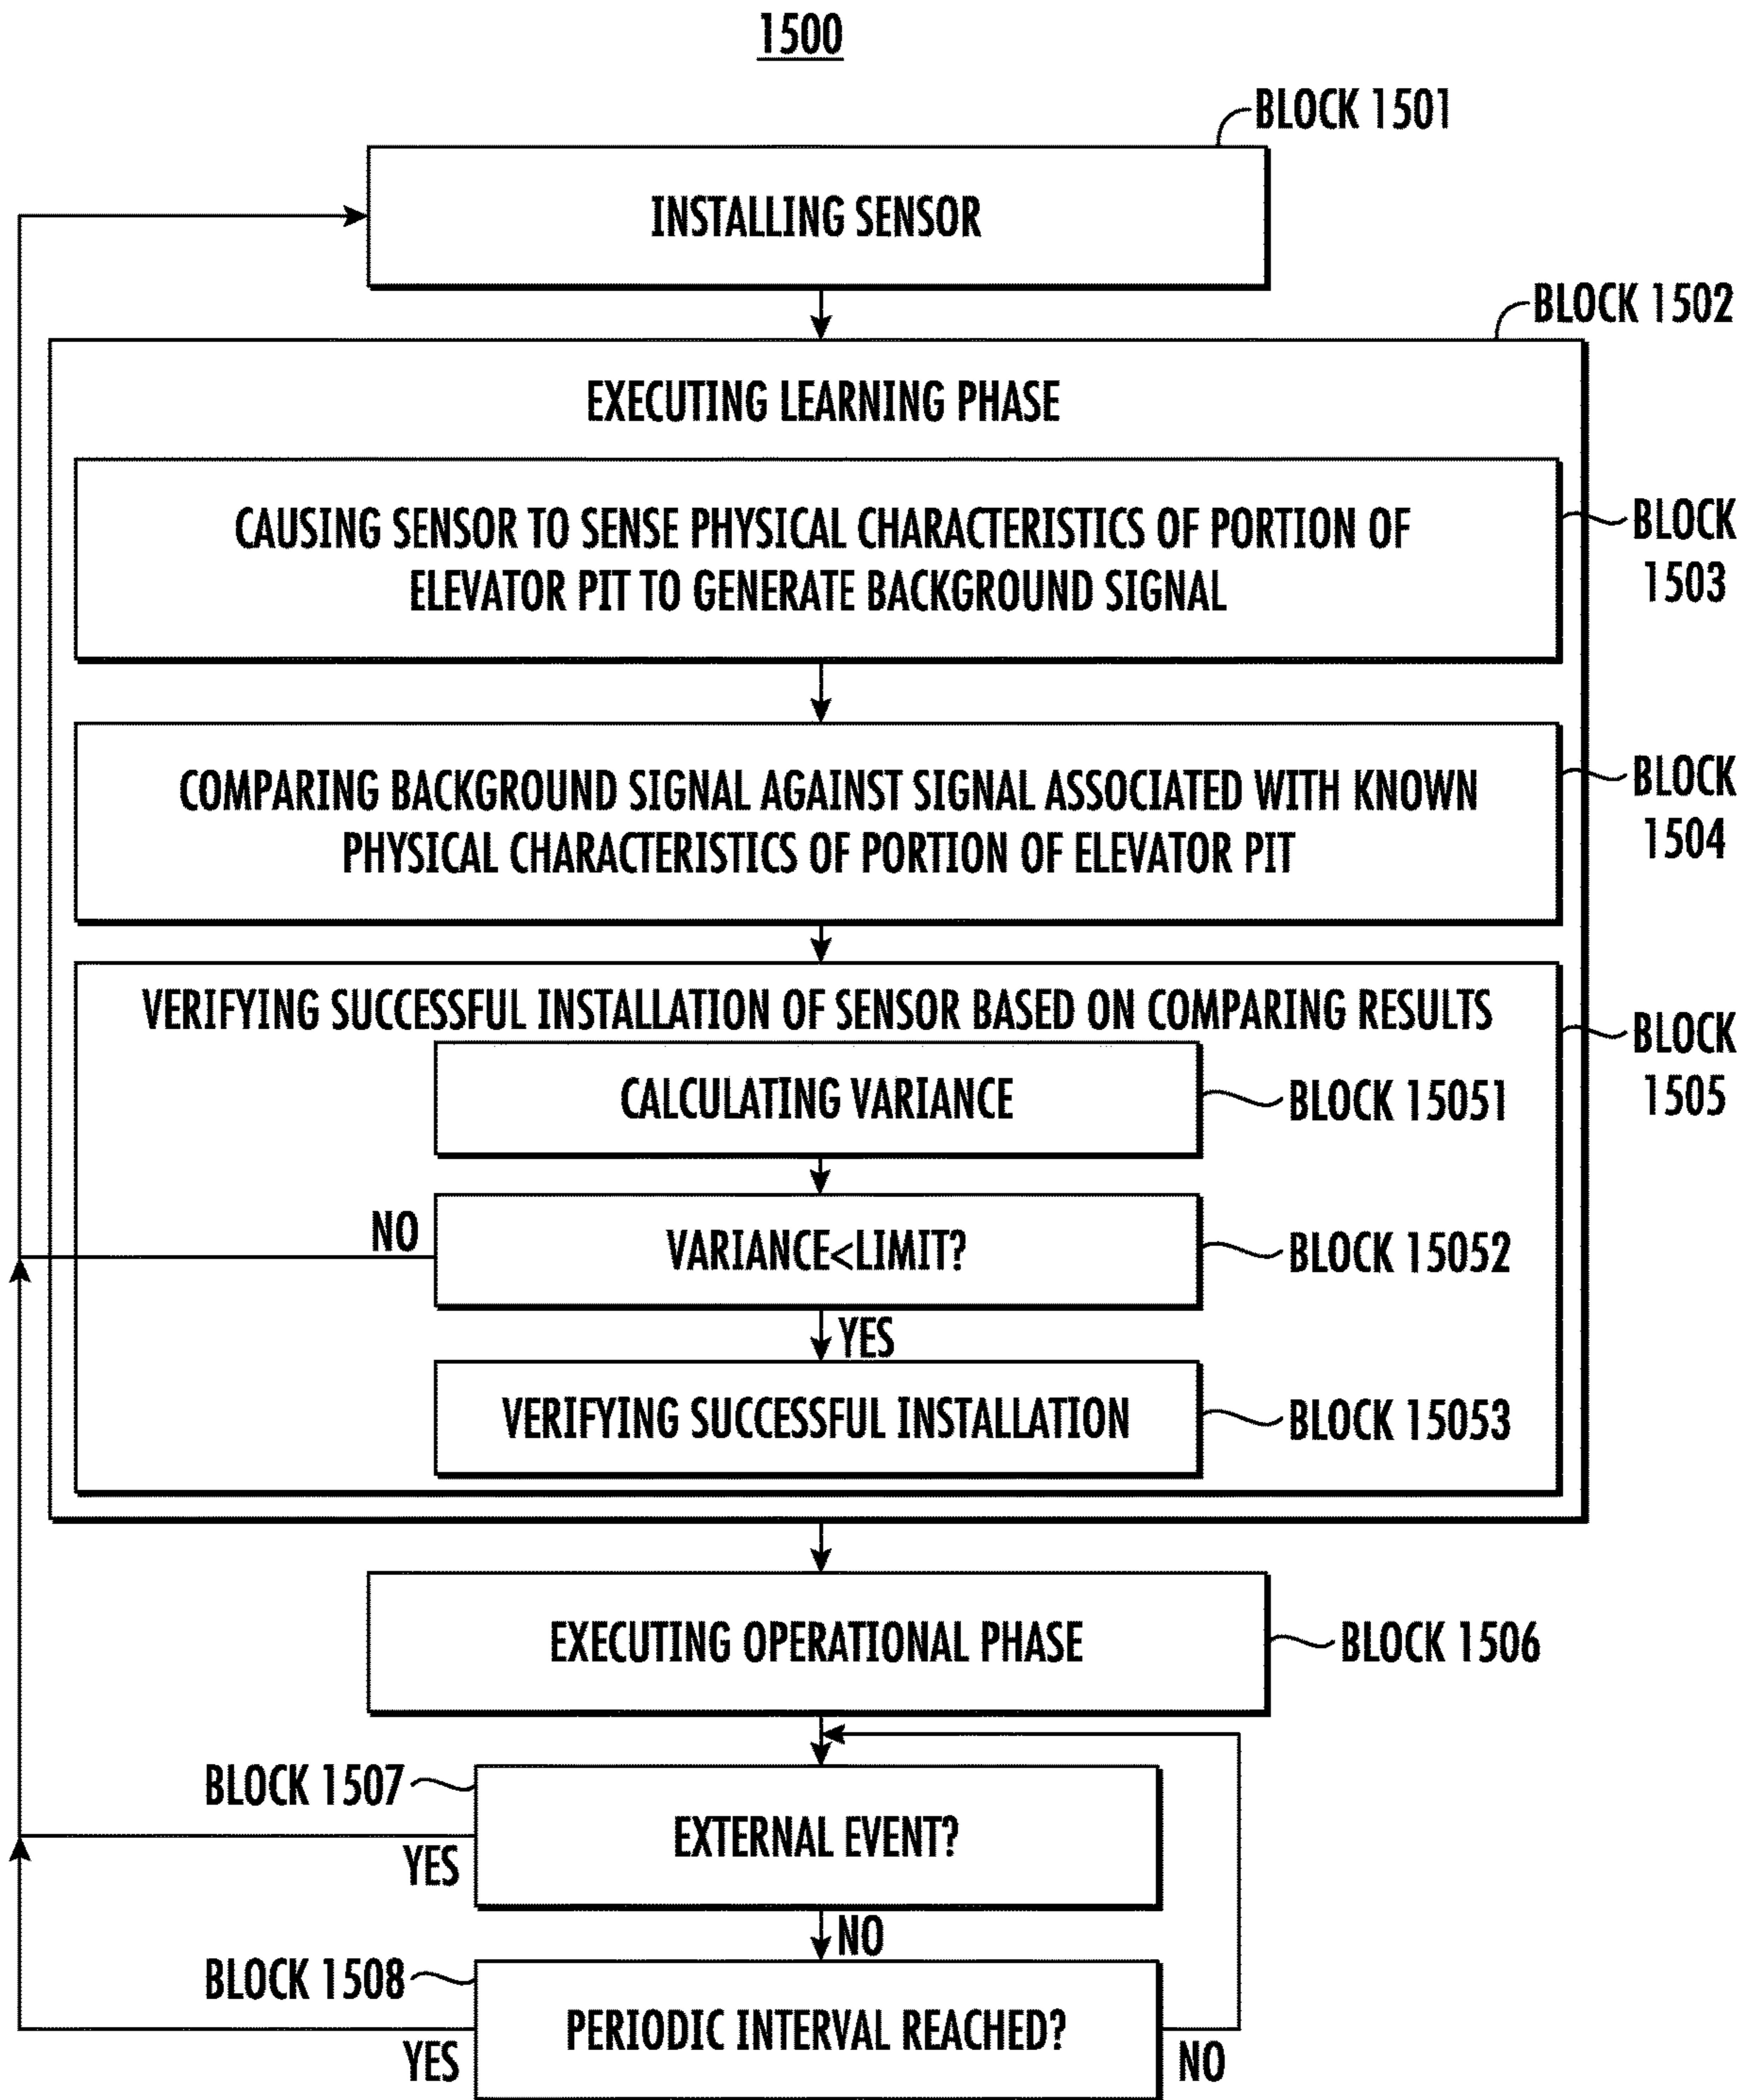 1500
BLOCK 1501
INSTALLING SENSOR
BLOCK 1502
EXECUTING LEARNING PHASE
CAUSING SENSOR TO SENSE PHYSICAL CHARACTERISTICS OF PORTION OF
ELEVATOR PIT TO GENERATE BACKGROUND SIGNAL
BLOCK
1503
COMPARING BACKGROUND SIGNAL AGAINST SIGNAL ASSOCIATED WITH KNOWN
PHYSICAL CHARACTERISTICS OF PORTION OF ELEVATOR PIT
BLOCK
1504
VERIFYING SUCCESSFUL INSTALLATION OF SENSOR BASED ON COMPARING RESULTS
BLOCK
1505
CALCULATING VARIANCE
BLOCK 15051
NO
VARIANCE<LIMIT?
BLOCK 15052
YES
VERIFYING SUCCESSFUL INSTALLATION
BLOCK 15053
EXECUTING OPERATIONAL PHASE
BLOCK 1506
BLOCK 1507
EXTERNAL EVENT?
YES
NO
BLOCK 1508
PERIODIC INTERVAL REACHED?
YES
NO